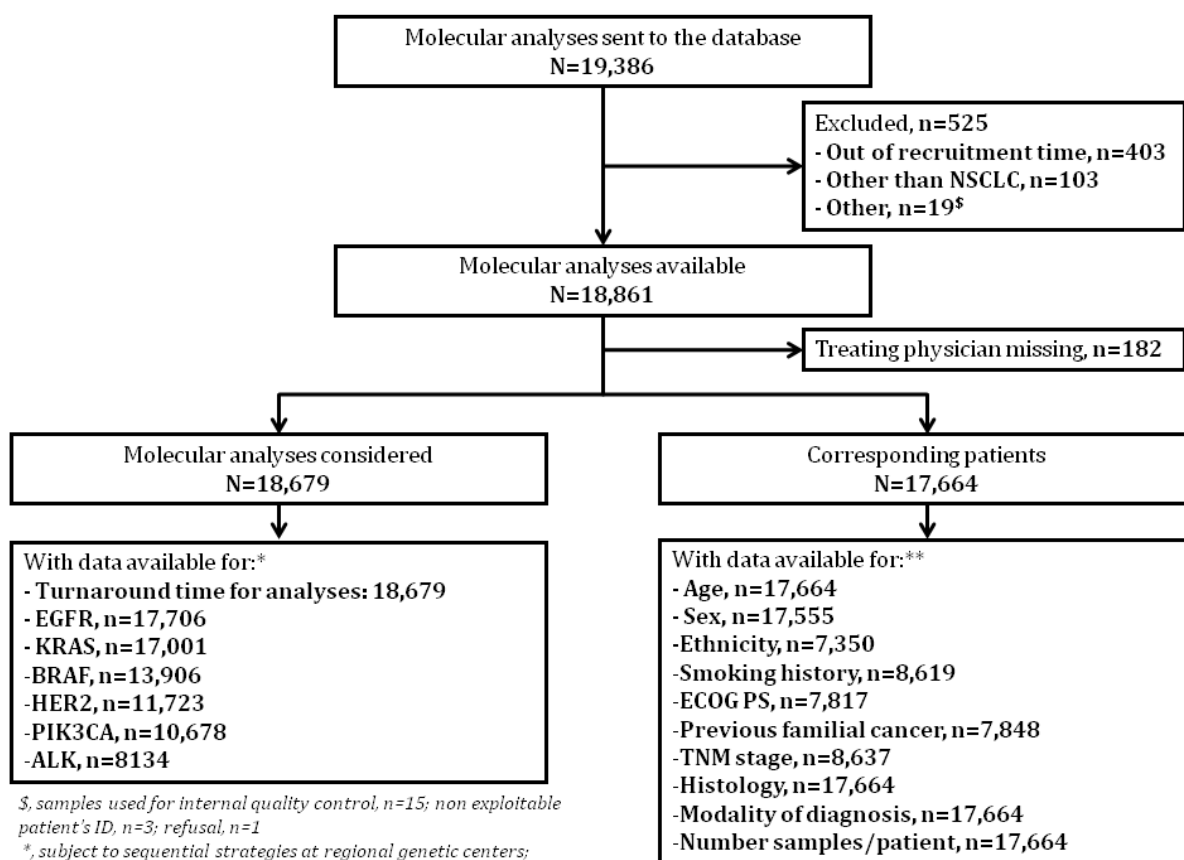 Molecular analyses sent to the database
N=19,386
Excluded, n=525
- Out of recruitment time, n=403
- Other than NSCLC, n=103
- Other, n=19$
Molecular analyses available
N=18,861
Treating physician missing, n=182
Molecular analyses considered
N=18,679
Corresponding patients
N=17,664
With data available for:*
- Turnaround time for analyses: 18,679
- EGFR, n=17,706
- KRAS, n=17,001
-BRAF, n=13,906
-HER2, n=11,723
-PIK3CA, n=10,678
-ALK, n=8134
With data available for:**
- Age, n=17,664
- Sex, n=17,555
-Ethnicity, n=7,350
-Smoking history, n=8,619
-ECOG PS, n=7,817
-Previous familial cancer, n=7,848
-TNM stage, n=8,637
-Histology, n=17,664
-Modality of diagnosis, n=17,664
-Number samples/patient, n=17,664
$, samples used for internal quality control, n=15; non exploitable
patient's ID, n=3; refusal, n=1
*, subject to sequential strategies at regional genetic centers;